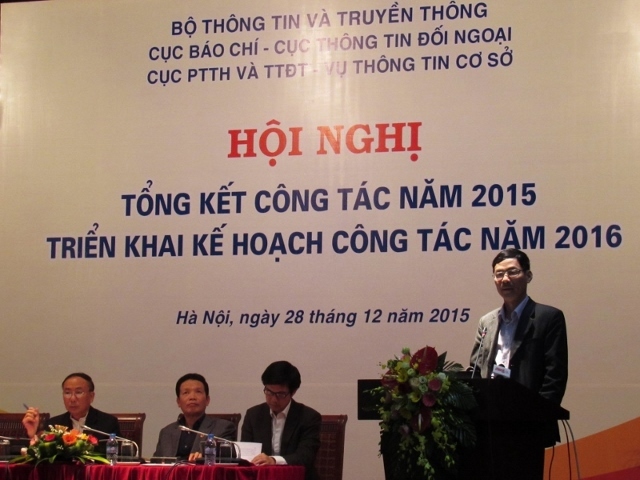 BỘ THÔNG TIN VÀ TRUYỀN THÔNG
CỤC BÁO CHÍ - CỤC THÔNG TIN ĐỐI NGOẠI
CỤC PTTH VÀ TTĐT - VỤ THÔNG TIN CƠ SỞ
HỘI NGHỊ
TỔNG KẾT CÔNG TÁC NĂM 2015
TRIỂN KHAI KẾ HOẠCH CÔNG TÁC NĂM 2016
Hà Nội, ngày 28 tháng 12 năm 2015